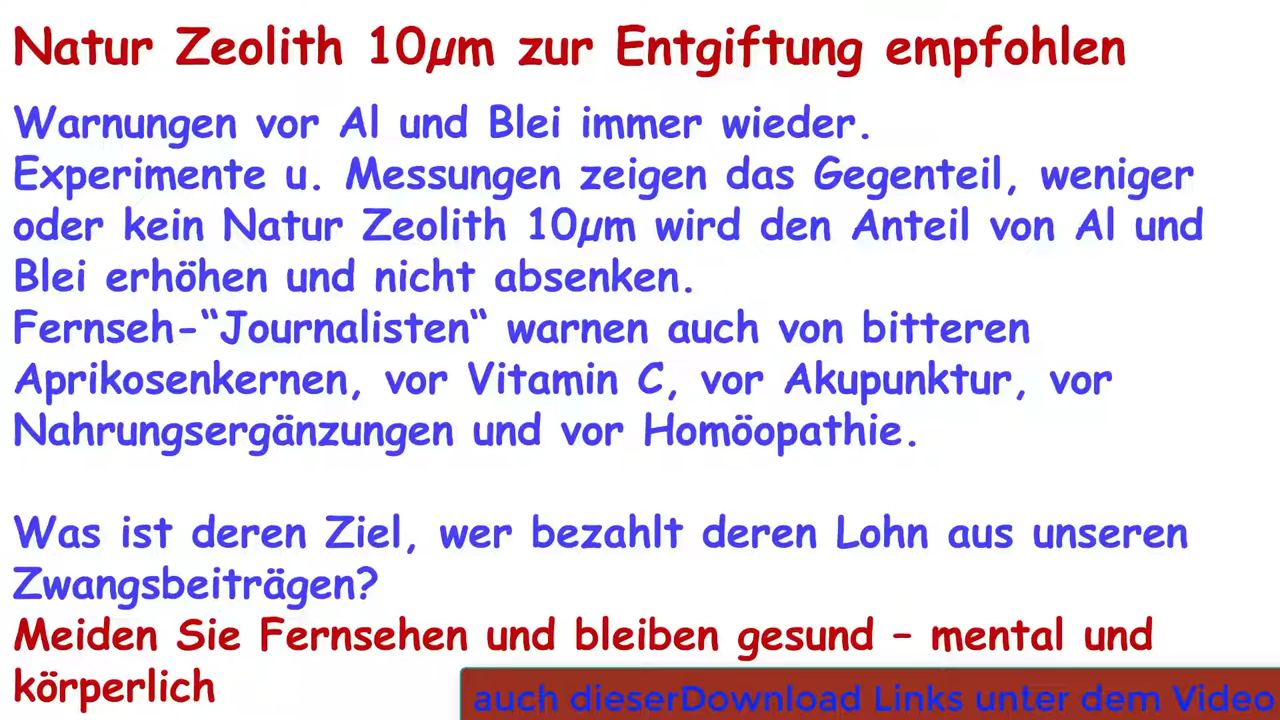 Natur Zeolith 10µm zur Entgiftung empfohlen
Warnungen vor Al und Blei immer wieder.
Experimente u. Messungen zeigen das Gegenteil, weniger
oder kein Natur Zeolith 10µm wird den Anteil von Al und
Blei erhöhen und nicht absenken.
Fernseh-“Journalisten“ warnen auch von bitteren
Aprikosenkernen, vor Vitamin C, vor Akupunktur, vor
Nahrungsergänzungen und vor Homöopathie.
Was ist deren Ziel, wer bezahlt deren Lohn aus unseren
Zwangsbeiträgen?
Meiden Sie Fernsehen und bleiben gesund – mental und
körperlich
auch dieserDownload Links unter dem Video